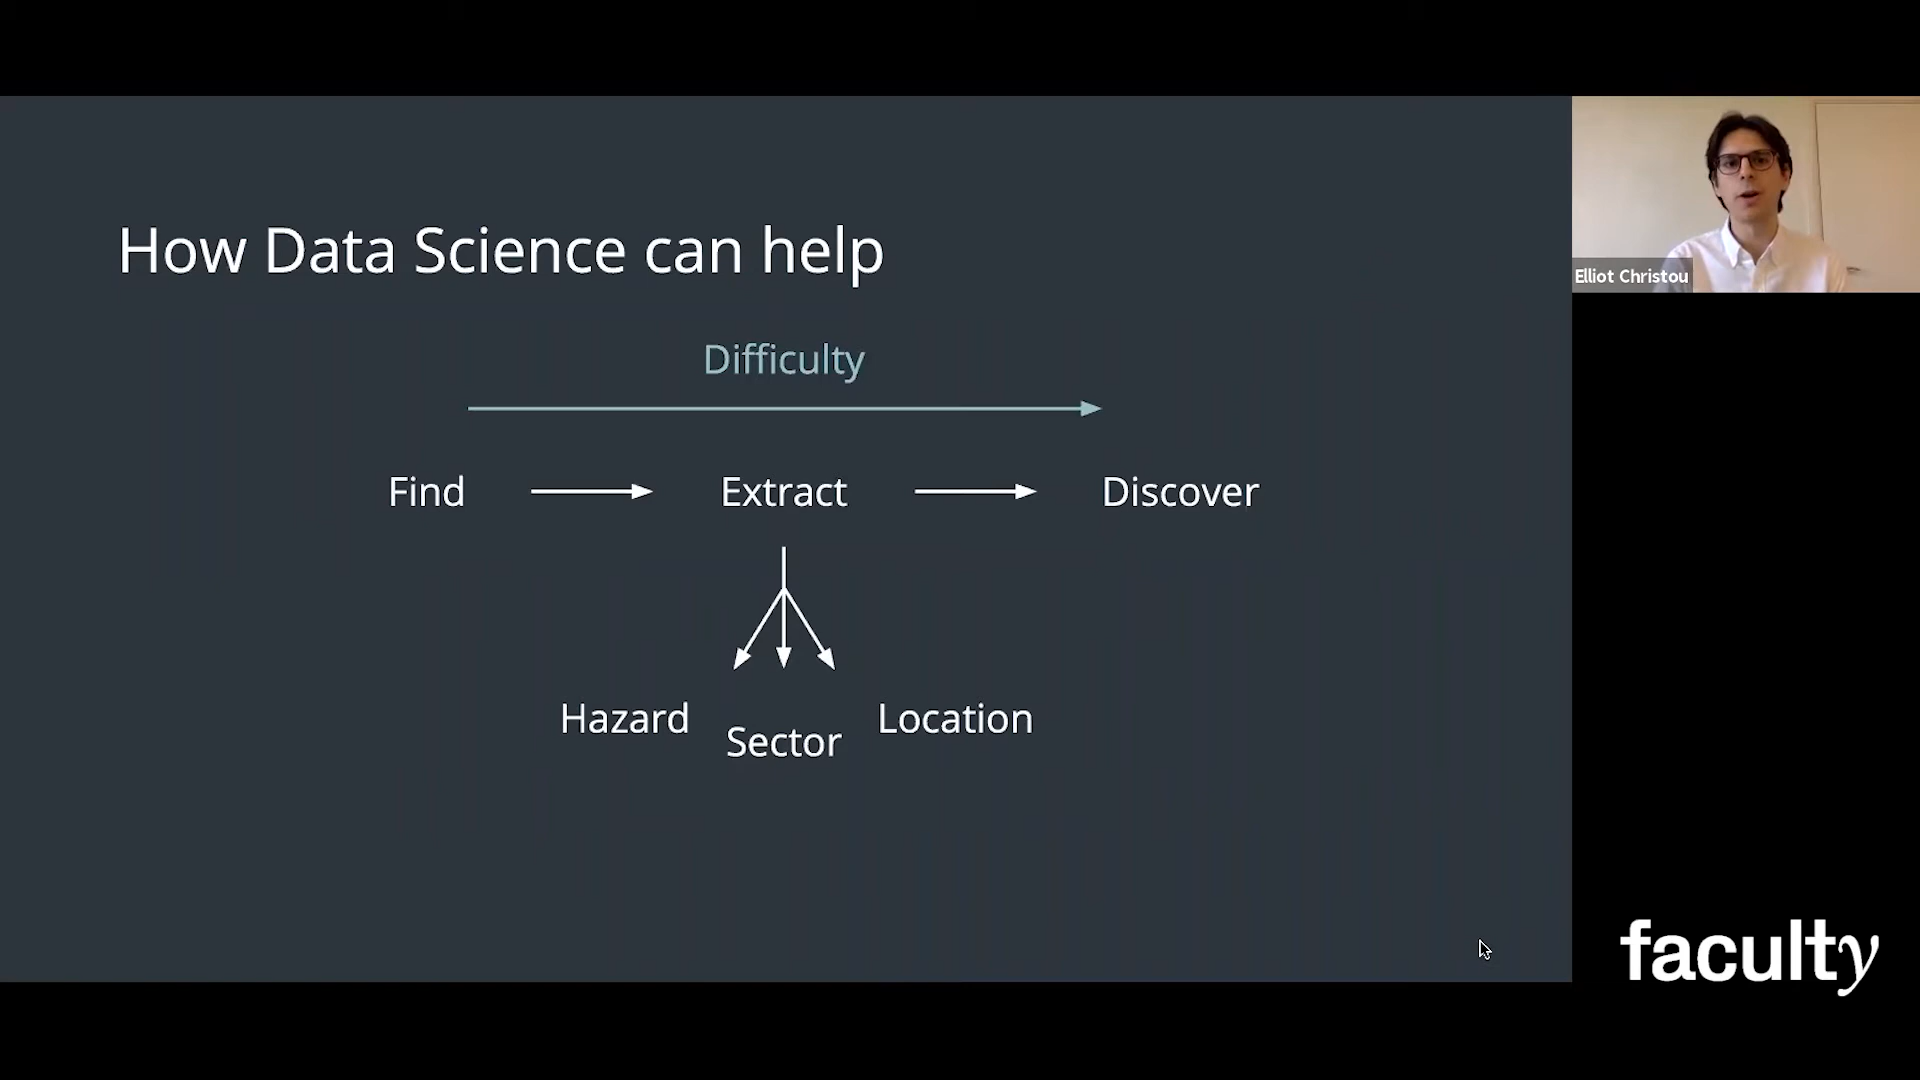 How Data Science can help
Difficulty
Find
Extract
Discover
Hazard
Sector
Location
Elliot Christou
faculty